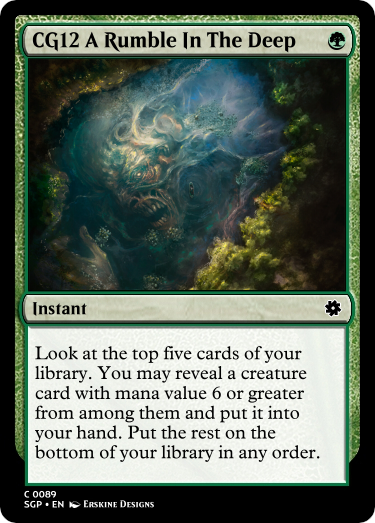 CG12 A Rumble In The Deep
Instant
Look at the top five cards of your
library. You may reveal a creature
card with mana value 6 or greater
from among them and put it into
your hand. Put the rest on the
bottom of your library in any order.
C 0089
SGP • EN Erskine Designs